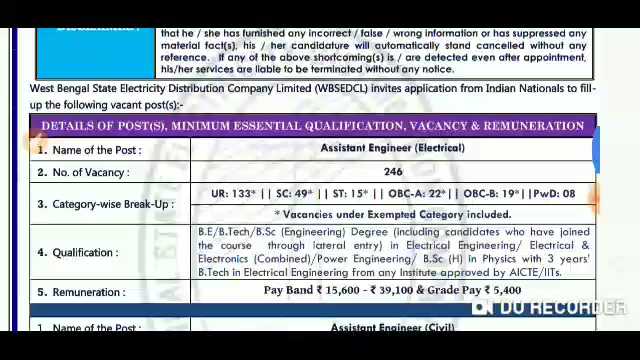 that he / she has furnished any incorrect / false / wrong information or has suppressed any
material fact(s), his / her candidature will automatically stand cancelled without any
reference. If any of the above shortcoming(s) is / are detected even after appointment,
his/her services are liable to be terminated without any notice.
West Bengal State Electricity Distribution Company Limited (WBSEDCL) invites application from Indian Nationals to fill-
up the following vacant post(s):-
DETAILS OF POST(S), MINIMUM ESSENTIAL QUALIFICATION, VACANCY & REMUNERATION
1. Name of the Post: Assistant Engineer (Electrical)
2. No. of Vacancy: 246
3. Category-wise Break-Up: UR: 133* || SC: 49* || ST: 15* || OBC-A: 22* || OBC-B: 19* ||PwD: 08
* Vacancies under Exempted Category included.
4. Qualification: B.E/B.Tech/B.Sc (Engineering) Degree (including candidates who have joined
the course through lateral entry) in Electrical Engineering/ Electrical &
Electronics (Combined)/Power Engineering/ B.Sc (H) in Physics with 3 years'
B.Tech in Electrical Engineering from any Institute approved by AICTE/IITs.
5. Remuneration: Pay Band ₹ 15,600 - ₹ 39,100 & Grade Pay ₹ 5,400
DU RECORDER
1. Name of the Post: Assistant Engineer (Civil)